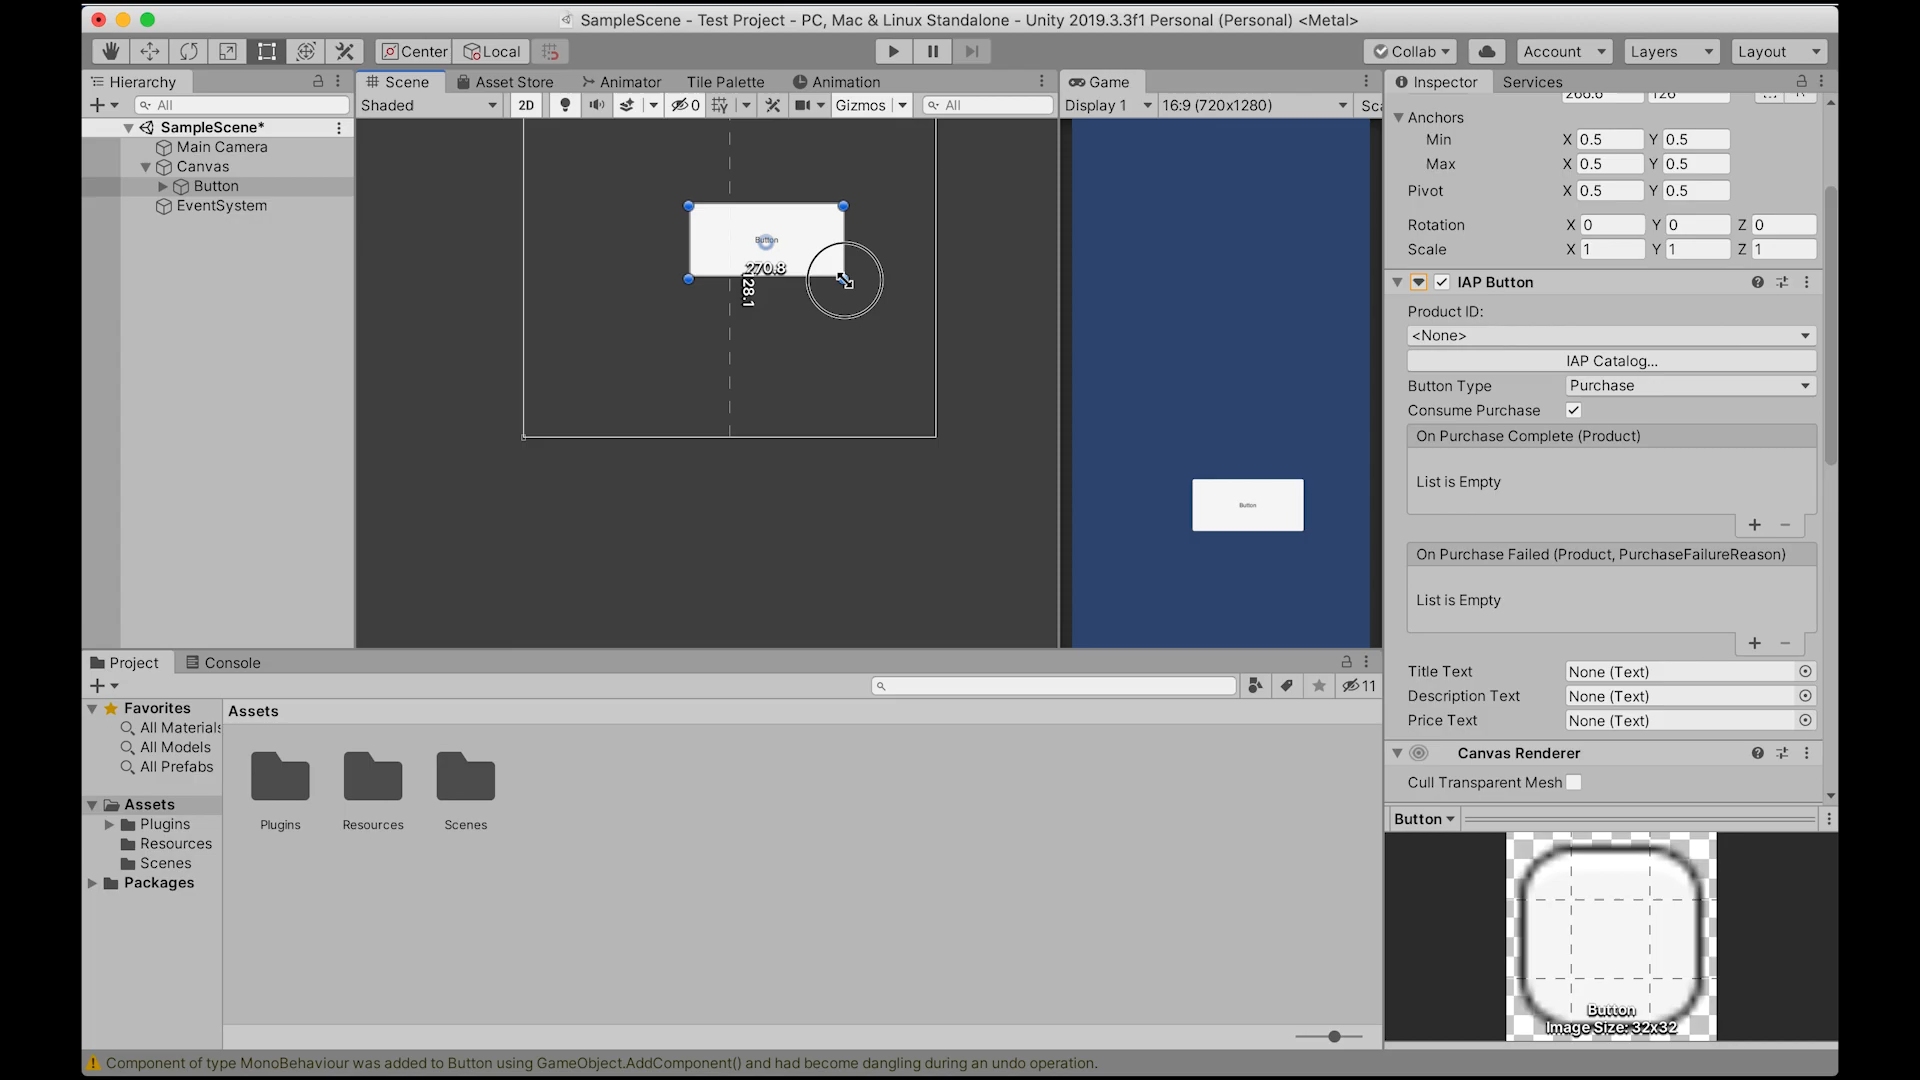 SampleScene - Test Project - PC, Mac & Linux Standalone - Unity 2019.3.3f1 Personal (Personal) <Metal>
Center Local Collab Account Layers Layout
Hierarchy Scene Asset Store Animator Tile Palette Animation Game Inspector Services
All Shaded 2D 0 Gizmos All Display 1 16:9 (720x1280) Sc
SampleScene*
Main Camera
Canvas
Button
EventSystem
Button
270.8
28.1
Button
126
Anchors
Min X 0.5 Y 0.5
Max X 0.5 Y 0.5
Pivot X 0.5 Y 0.5
Rotation X 0 Y 0 Z 0
Scale X 1 Y 1 Z 1
IAP Button
Product ID:
<None>
IAP Catalog...
Button Type Purchase
Consume Purchase
On Purchase Complete (Product)
List is Empty
On Purchase Failed (Product, PurchaseFailureReason)
List is Empty
Title Text None (Text)
Description Text None (Text)
Price Text None (Text)
Canvas Renderer
Cull Transparent Mesh
Button
Button
Image Size: 32x32
Project Console
11
Favorites
All Materials
All Models
All Prefabs
Assets
Plugins
Resources
Scenes
Packages
Assets
Plugins Resources Scenes
Component of type MonoBehaviour was added to Button using GameObject.AddComponent() and had become dangling during an undo operation.